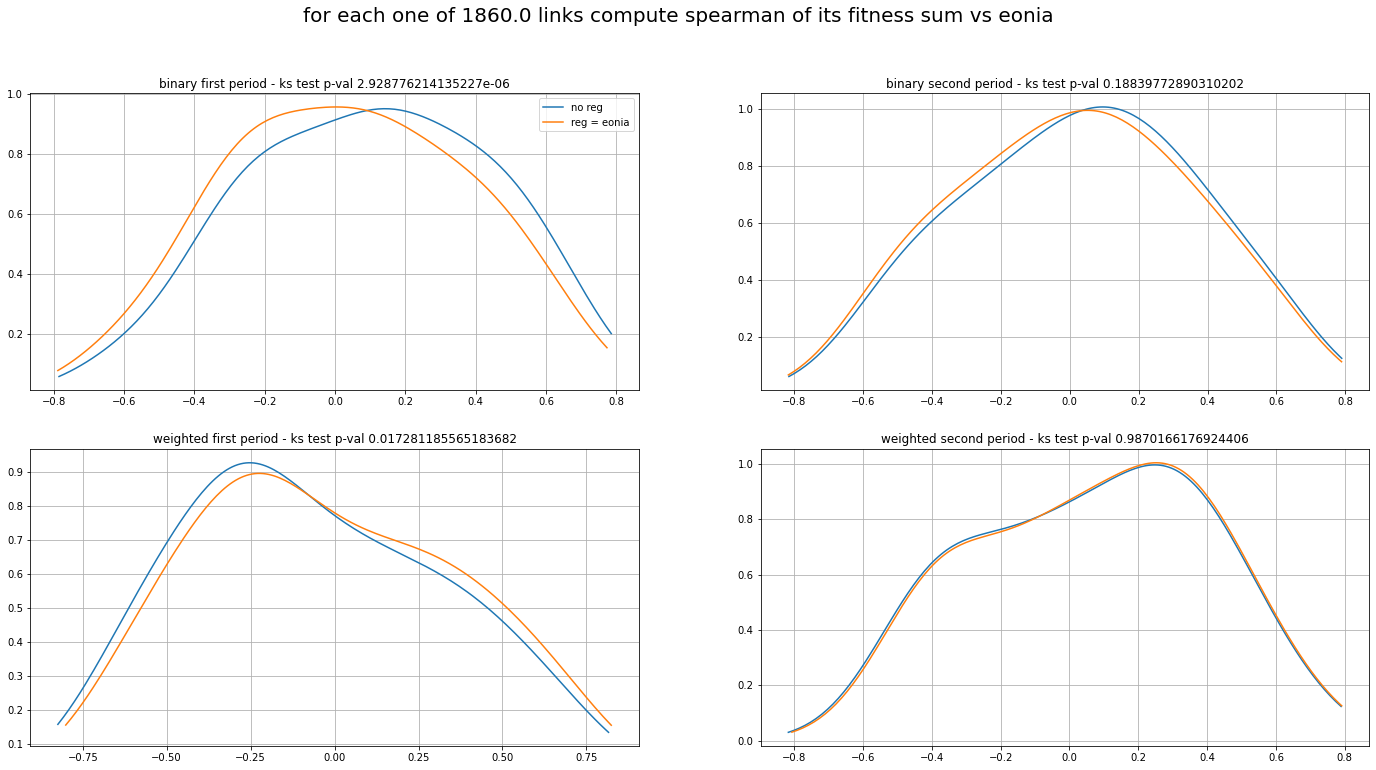 for each one of 1860.0 links compute spearman of its fitness sum vs eonia
binary first period - ks test p-val 2.928776214135227e-06
1.0
0.8
0.6
0.4
0.2
no reg
reg = eonia
−0.8 −0.6 −0.4 −0.2 0.0 0.2 0.4 0.6 0.8
binary second period - ks test p-val 0.18839772890310202
1.0
0.8
0.6
0.4
0.2
−0.8 −0.6 −0.4 −0.2 0.0 0.2 0.4 0.6 0.8
weighted first period - ks test p-val 0.017281185565183682
0.9
0.8
0.7
0.6
0.5
0.4
0.3
0.2
0.1
−0.75 −0.50 −0.25 0.00 0.25 0.50 0.75
weighted second period - ks test p-val 0.9870166176924406
1.0
0.8
0.6
0.4
0.2
0.0
−0.8 −0.6 −0.4 −0.2 0.0 0.2 0.4 0.6 0.8